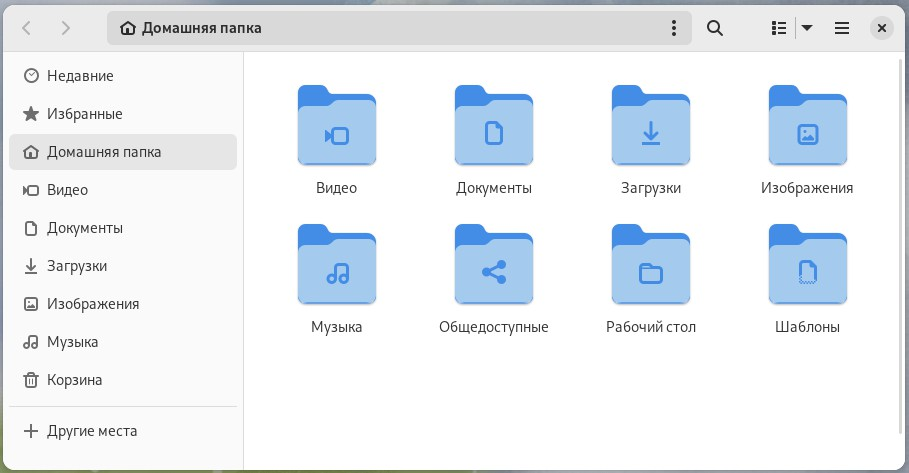 Домашняя папка
Недавние
Избранные
Домашняя папка
Видео
Документы
Загрузки
Изображения
Музыка
Корзина
Другие места
Видео
Документы
Загрузки
Изображения
Музыка
Общедоступные
Рабочий стол
Шаблоны